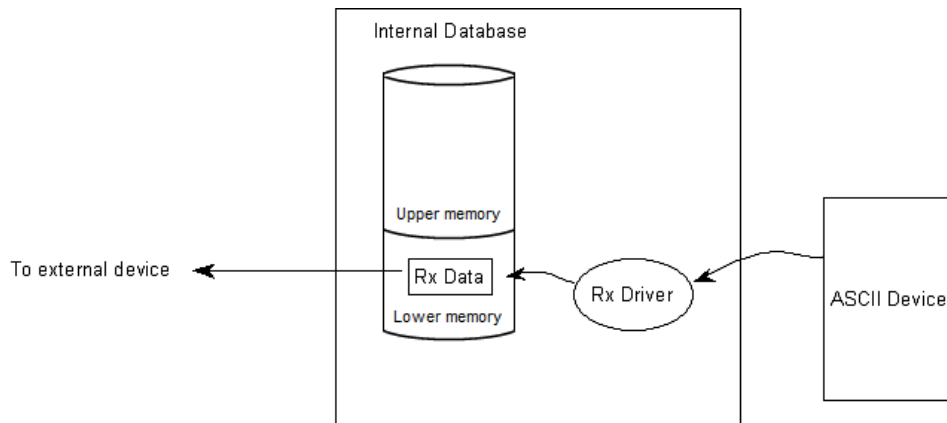 Internal Database
Upper memory
To external device
Rx Data
Rx Driver
ASCII Device
Lower memory